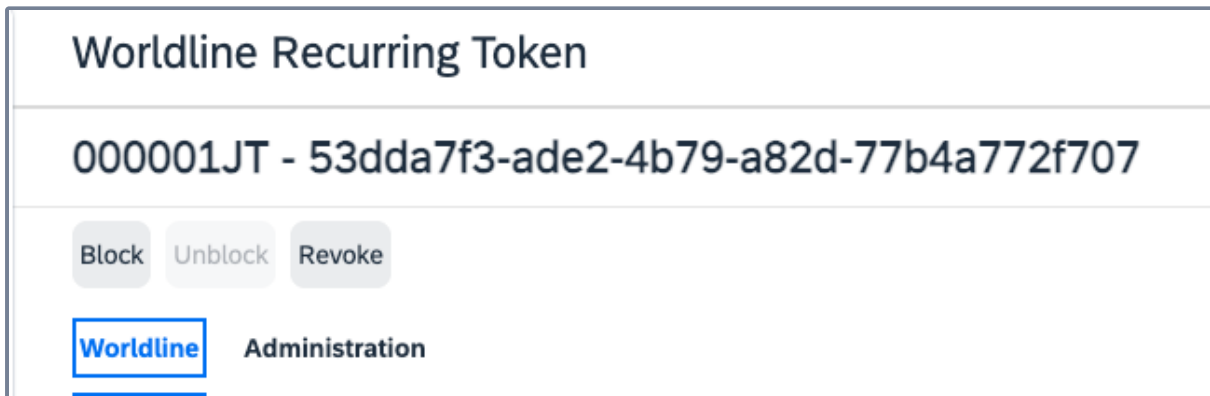 Worldline Recurring Token
000001JT - 53dda7f3-ade2-4b79-a82d-77b4a772f707
Block Unblock Revoke
Worldline Administration